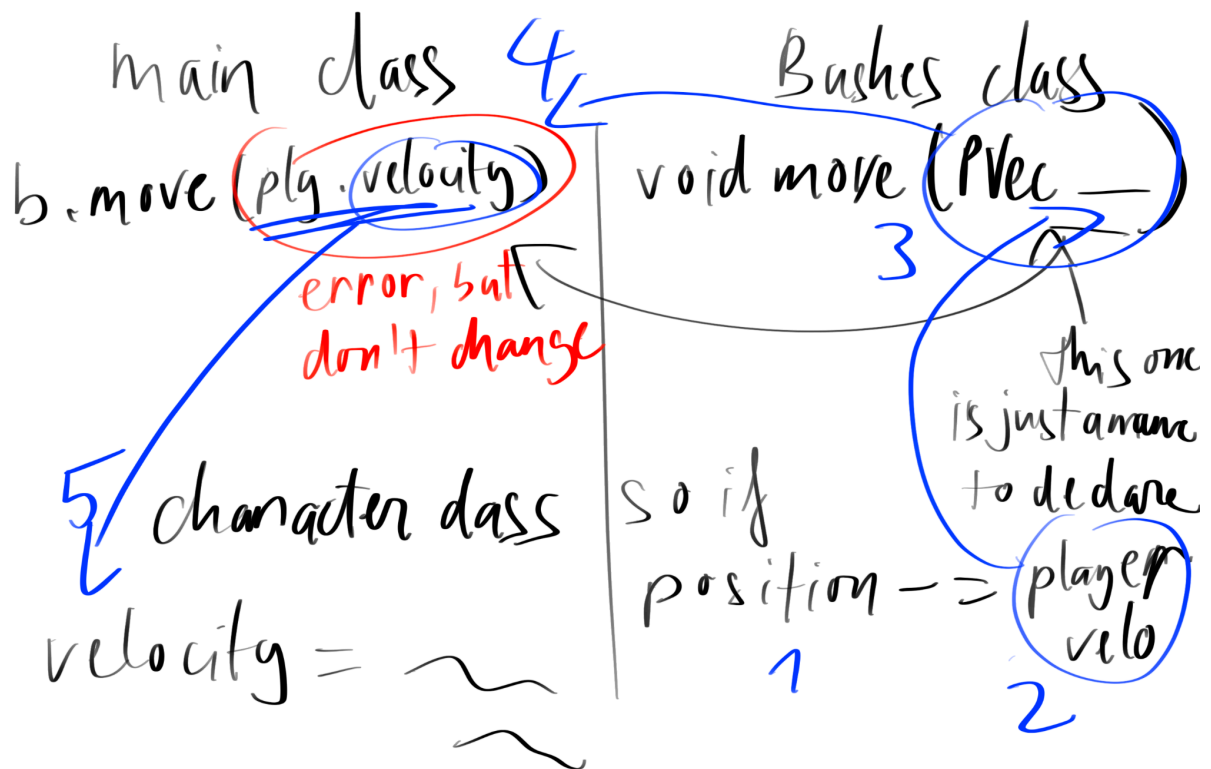 main class
4
b.move(plg.velocity)
error, but
don't change
5
character class
velocity =
Bushes class
void move (PVec __)
3
this one
is just a name
to declare
so if
position -= player
velo
1
2